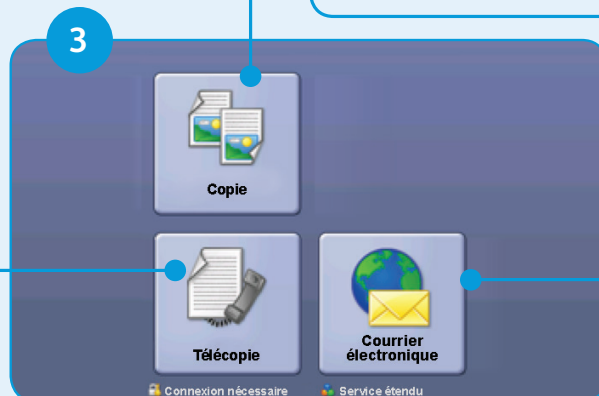 3
Copie
Télécopie
Courrier
électronique
Connexion nécessaire
Service étendu